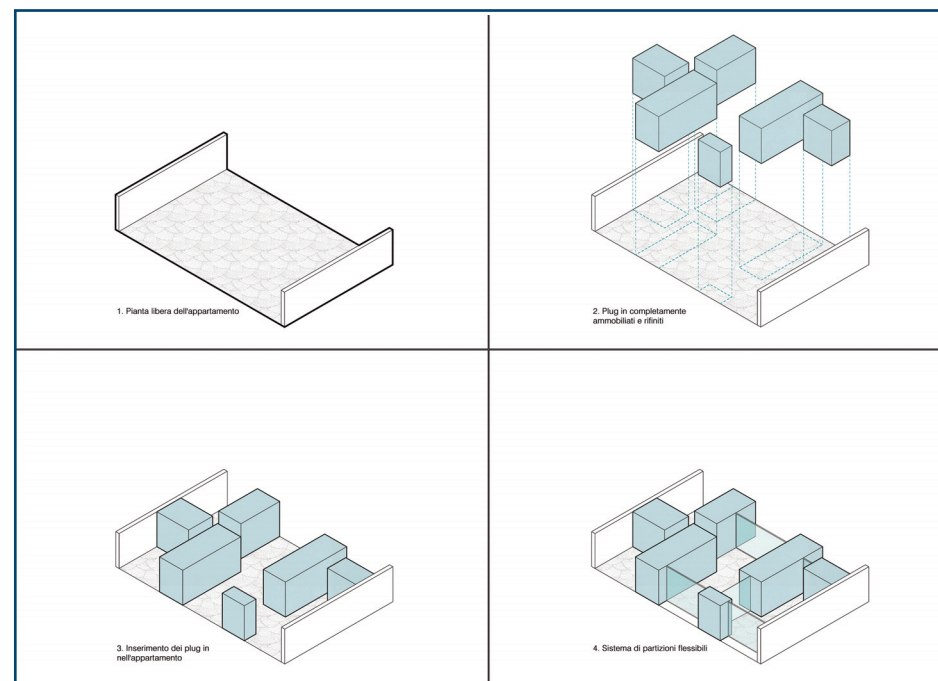 1. Pianta libera dell'appartamento
2. Plug in completamente
ammobiliati e rifiniti
3. Inserimento dei plug in
nell'appartamento
4. Sistema di partizioni flessibili